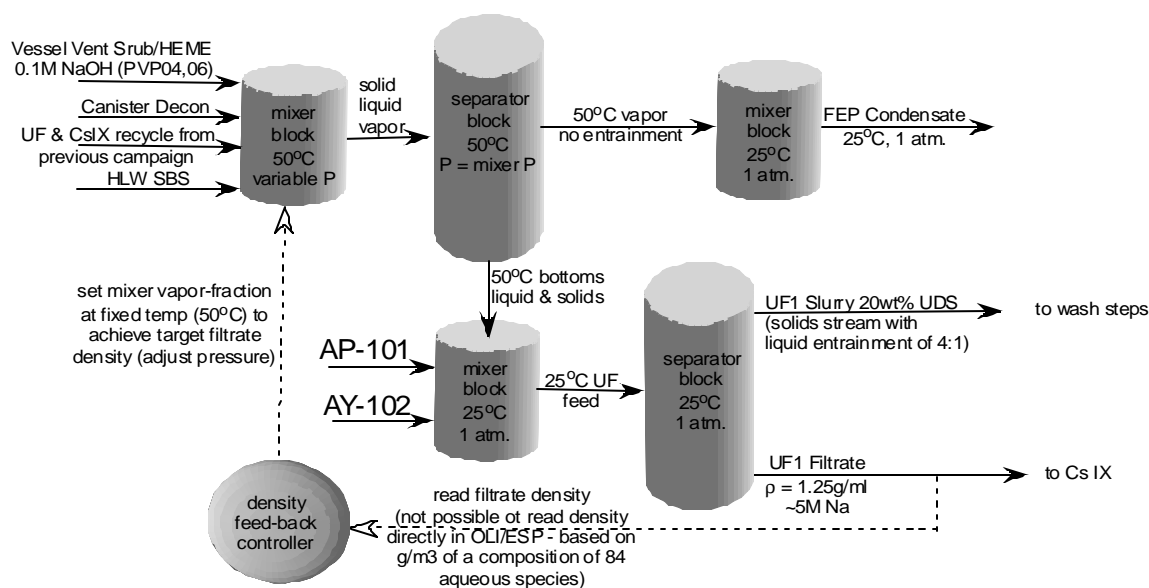 Vessel Vent Srub/HEME
0.1M NaOH (PVP04,06)
Canister Decon
UF & CsIX recycle from
previous campaign
HLW SBS
mixer
block
50°C
variable P
solid
liquid
vapor
separator
block
50°C
P = mixer P
50°C vapor
no entrainment
mixer
block
25°C
1 atm.
FEP Condensate
25°C, 1 atm.
50°C bottoms
liquid & solids
set mixer vapor-fraction
at fixed temp (50°C) to
achieve target filtrate
density (adjust pressure)
AP-101
AY-102
mixer
block
25°C
1 atm.
25°C UF
feed
separator
block
25°C
1 atm.
UF1 Slurry 20wt% UDS
(solids stream with
liquid entrainment of 4:1)
to wash steps
UF1 Filtrate
ρ = 1.25g/ml
~5M Na
to Cs IX
density
feed-back
controller
read filtrate density
(not possible ot read density
directly in OLI/ESP - based on
g/m3 of a composition of 84
aqueous species)